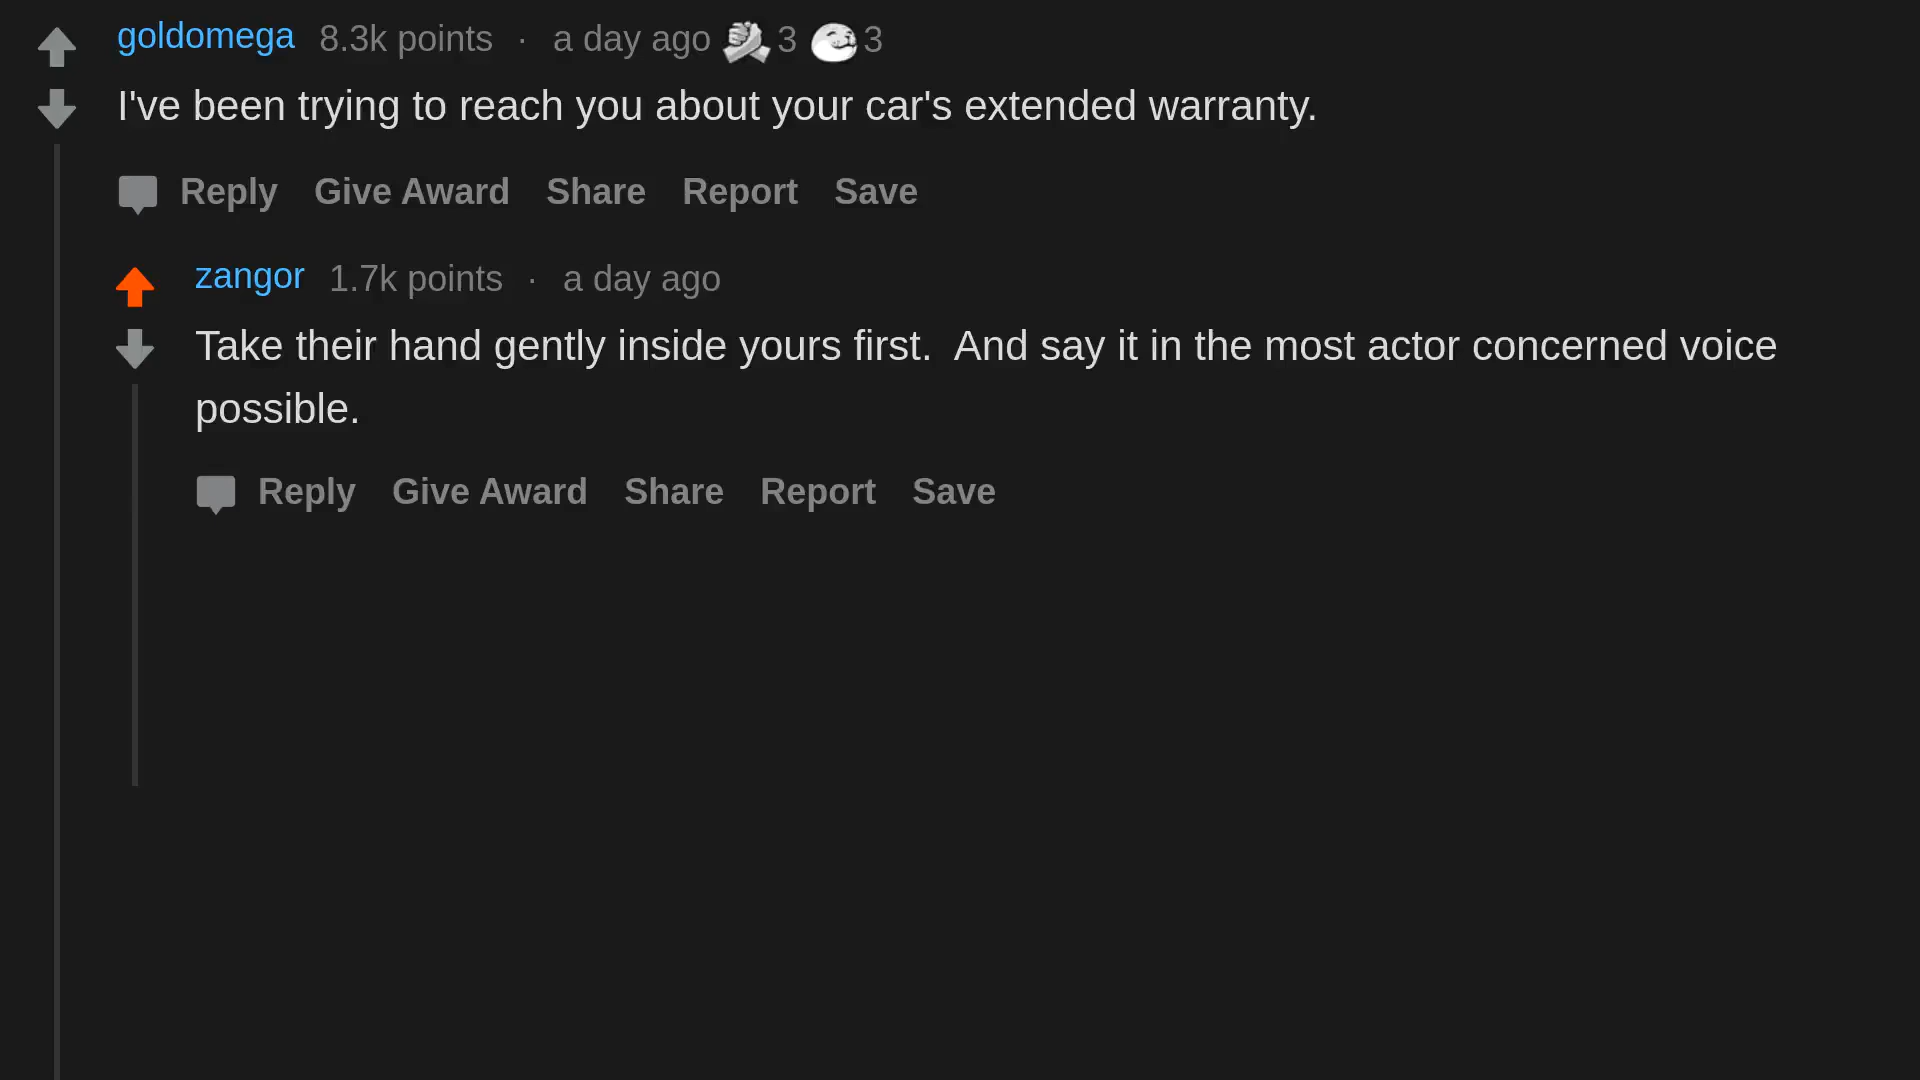 goldomega 8.3k points · a day ago 3 3
I've been trying to reach you about your car's extended warranty.
Reply Give Award Share Report Save
zangor 1.7k points · a day ago
Take their hand gently inside yours first.  And say it in the most actor concerned voice
possible.
Reply Give Award Share Report Save